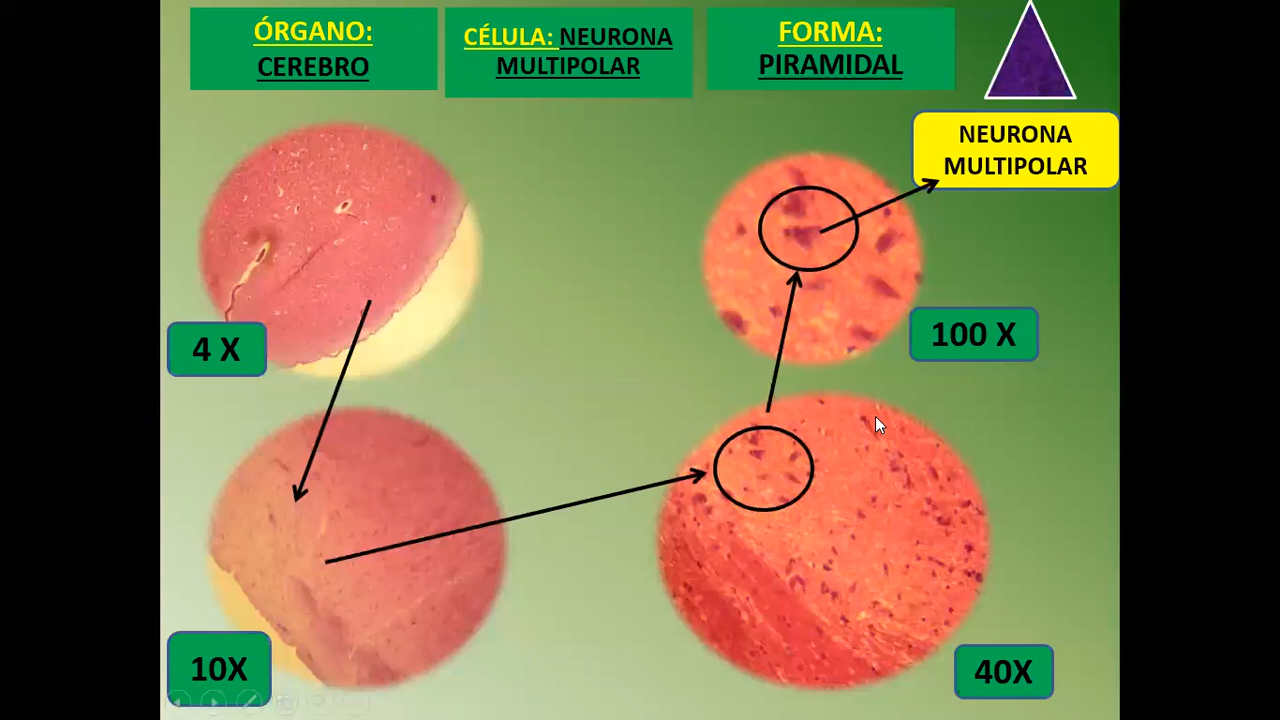 ÓRGANO:
CEREBRO
CÉLULA: NEURONA
MULTIPOLAR
FORMA:
PIRAMIDAL
NEURONA
MULTIPOLAR
4 X
100 X
10X
40X